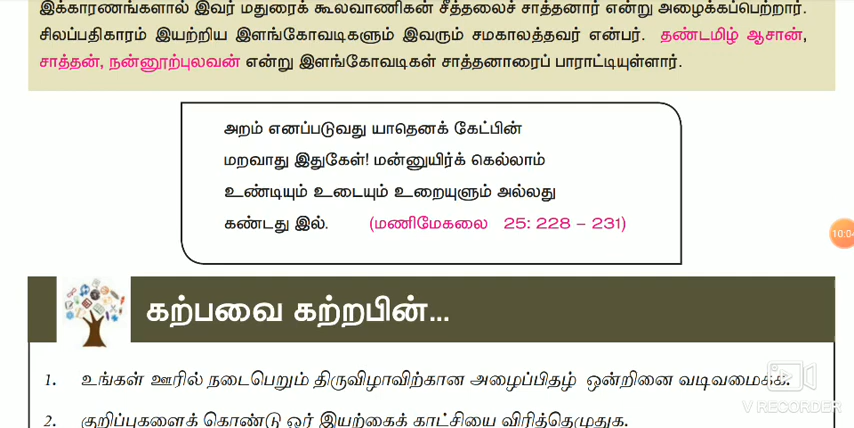 இக்காரணங்களால் இவர் மதுரைக் கூலவாணிகன் சீத்தலைச் சாத்தனார் என்று அழைக்கப்பெற்றார்.
சிலப்பதிகாரம் இயற்றிய இளங்கோவடிகளும் இவரும் சமகாலத்தவர் என்பர். தண்டமிழ் ஆசான்,
சாத்தன், நன்னூற்புலவன் என்று இளங்கோவடிகள் சாத்தனாரைப் பாராட்டியுள்ளார்.
அறம் எனப்படுவது யாதெனக் கேட்பின்
மறவாது இதுகேள்! மன்னுயிர்க் கெல்லாம்
உண்டியும் உடையும் உறையுளும் அல்லது
கண்டது இல். (மணிமேகலை 25: 228 – 231)
10:04
கற்பவை கற்றபின்...
1. உங்கள் ஊரில் நடைபெறும் திருவிழாவிற்கான அழைப்பிதழ் ஒன்றினை வடிவமைக்க.
V RECORDER
2. குறிப்புகளைக் கொண்டு ஓர் இயற்கைக் காட்சியை விரித்தெழுதுக.